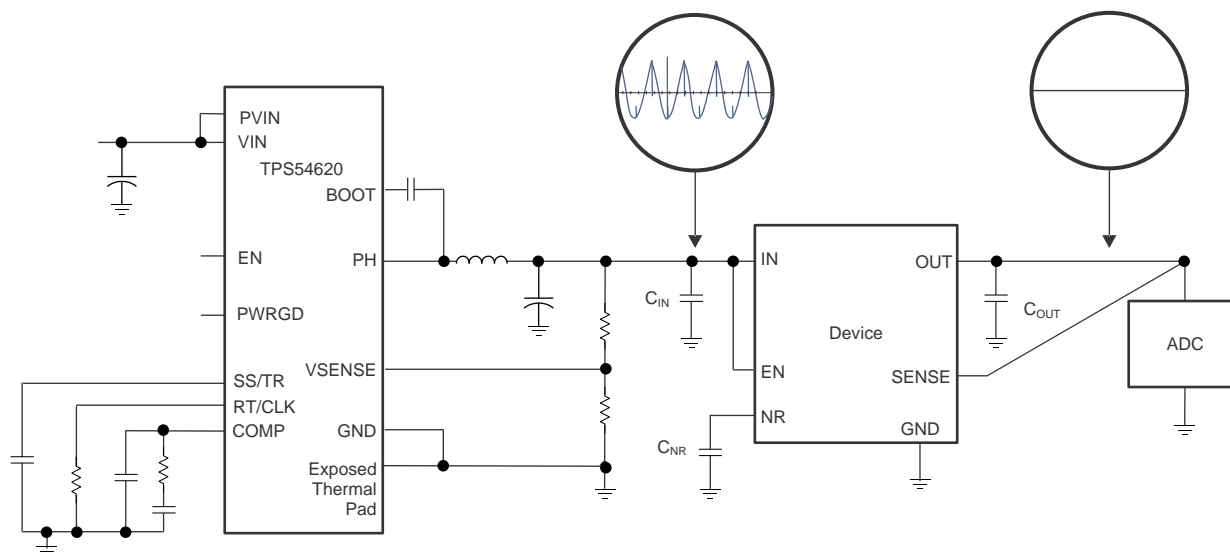 PVIN
VIN
TPS54620
BOOT
EN
PH
PWRGD
VSENSE
SS/TR
RT/CLK
COMP
GND
Exposed
Thermal
Pad
CIN
IN
OUT
Device
EN
SENSE
NR
GND
CNR
COUT
ADC